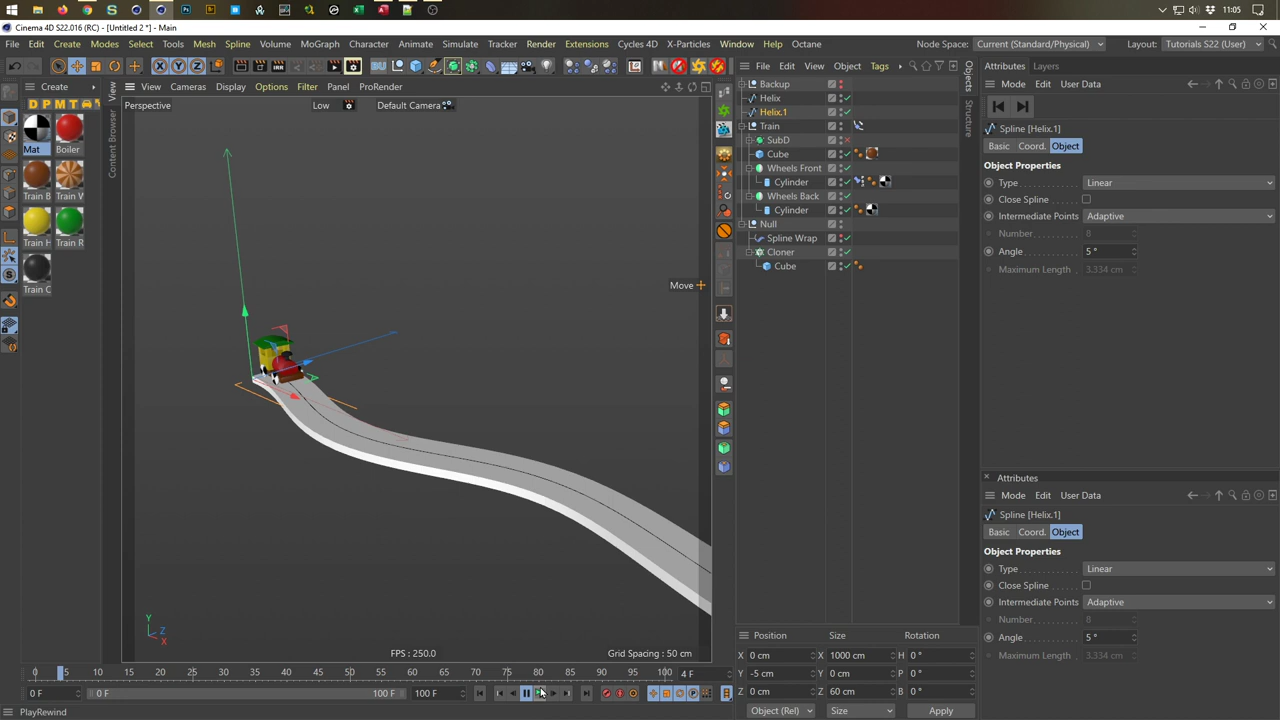 11:05
Cinema 4D S22.016 (RC) - [Untitled 2 *] - Main
File Edit Create Modes Select Tools Mesh Spline Volume MoGraph Character Animate Simulate Tracker Render Extensions Cycles 4D X-Particles Window Help Octane
Node Space: Current (Standard/Physical) Layout: Tutorials S22 (User)
Create View Cameras Display Options Filter Panel ProRender
File Edit View Object Tags
Attributes Layers
Mode Edit User Data
D P M T
Perspective Low Default Camera
View
Content Browser
Objects
Structure
Mat Boiler
Train B Train V
Train H Train R
Train C
Backup
Helix
Helix.1
Train
SubD
Cube
Wheels Front
Cylinder
Wheels Back
Cylinder
Null
Spline Wrap
Cloner
Cube
Spline [Helix.1]
Basic Coord. Object
Object Properties
Type Linear
Close Spline
Intermediate Points Adaptive
Number 8
Angle 5 °
Maximum Length 3.334 cm
Move
Attributes
Mode Edit User Data
Spline [Helix.1]
Basic Coord. Object
Object Properties
Type Linear
Close Spline
Intermediate Points Adaptive
Number 8
Angle 5 °
Maximum Length 3.334 cm
Y
Z
X
FPS : 250.0 Grid Spacing : 50 cm
0 5 10 15 20 25 30 35 40 45 50 55 60 65 70 75 80 85 90 95 100 4 F
0 F 0 F 100 F 100 F
Position Size Rotation
X 0 cm X 1000 cm H 0 °
Y -5 cm Y 0 cm P 0 °
Z 0 cm Z 60 cm B 0 °
Object (Rel) Size Apply
PlayRewind